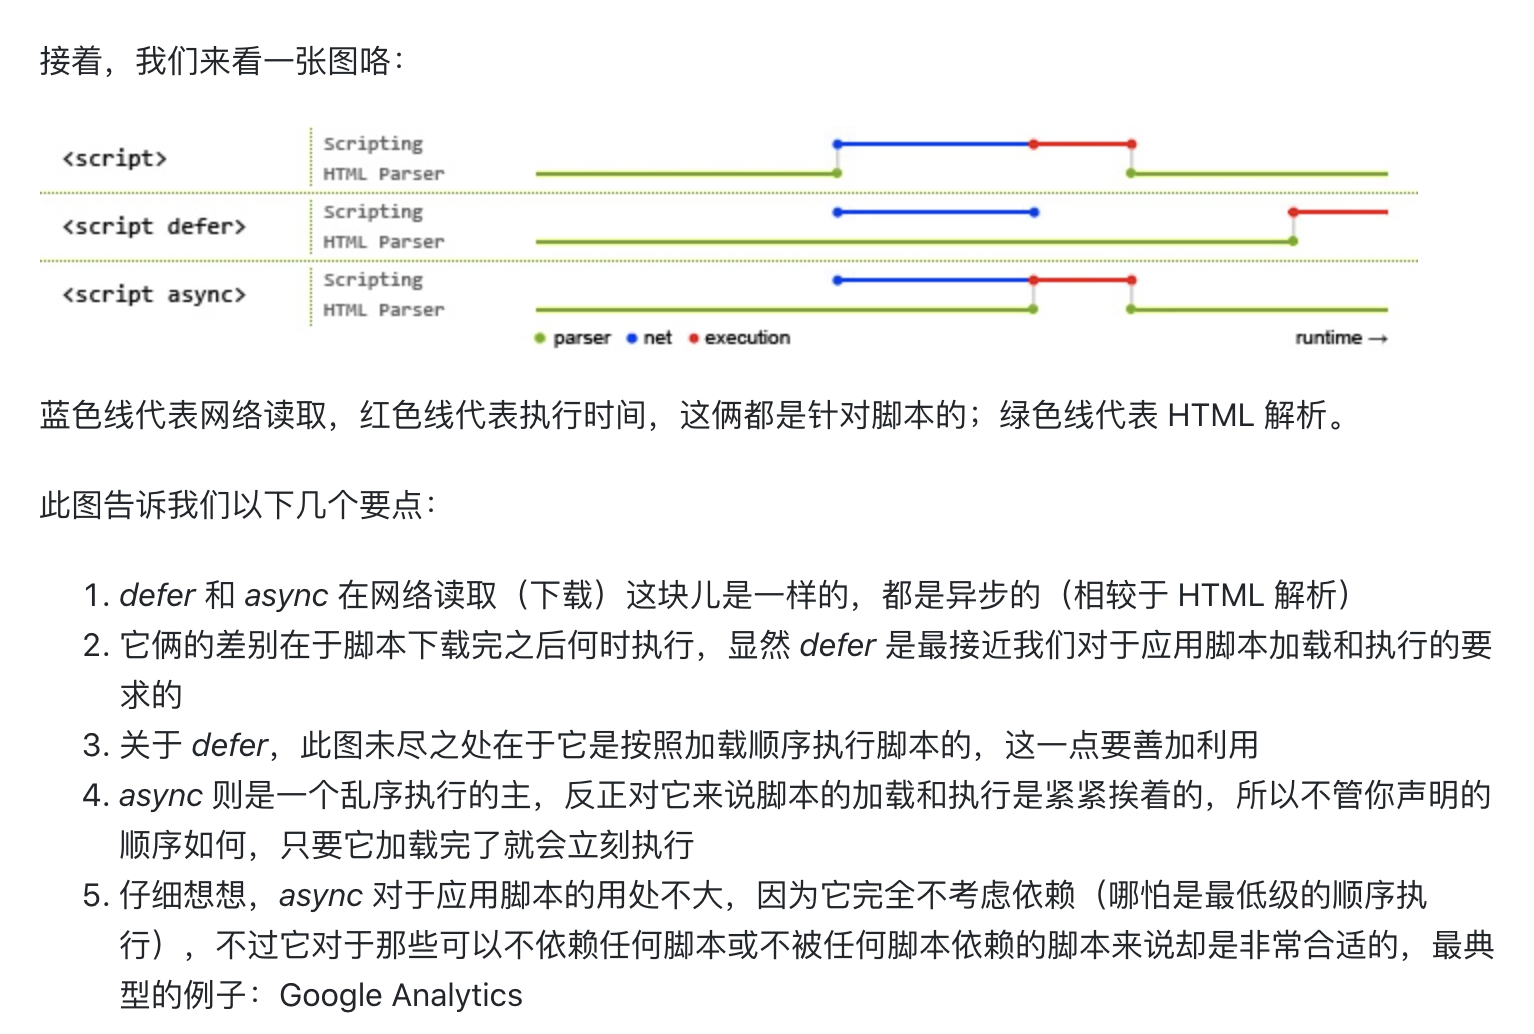 接着，我们来看一张图咯：
<script>
Scripting
HTML Parser
<script defer>
Scripting
HTML Parser
<script async>
Scripting
HTML Parser
parser net execution
runtime →
蓝色线代表网络读取，红色线代表执行时间，这俩都是针对脚本的；绿色线代表 HTML 解析。
此图告诉我们以下几个要点：
1. defer 和 async 在网络读取（下载）这块儿是一样的，都是异步的（相较于 HTML 解析）
2. 它俩的差别在于脚本下载完之后何时执行，显然 defer 是最接近我们对于应用脚本加载和执行的要
求的
3. 关于 defer，此图未尽之处在于它是按照加载顺序执行脚本的，这一点要善加利用
4. async 则是一个乱序执行的主，反正对它来说脚本的加载和执行是紧紧挨着的，所以不管你声明的
顺序如何，只要它加载完了就会立刻执行
5. 仔细想想，async 对于应用脚本的用处不大，因为它完全不考虑依赖（哪怕是最低级的顺序执
行），不过它对于那些可以不依赖任何脚本或不被任何脚本依赖的脚本来说却是非常合适的，最典
型的例子：Google Analytics